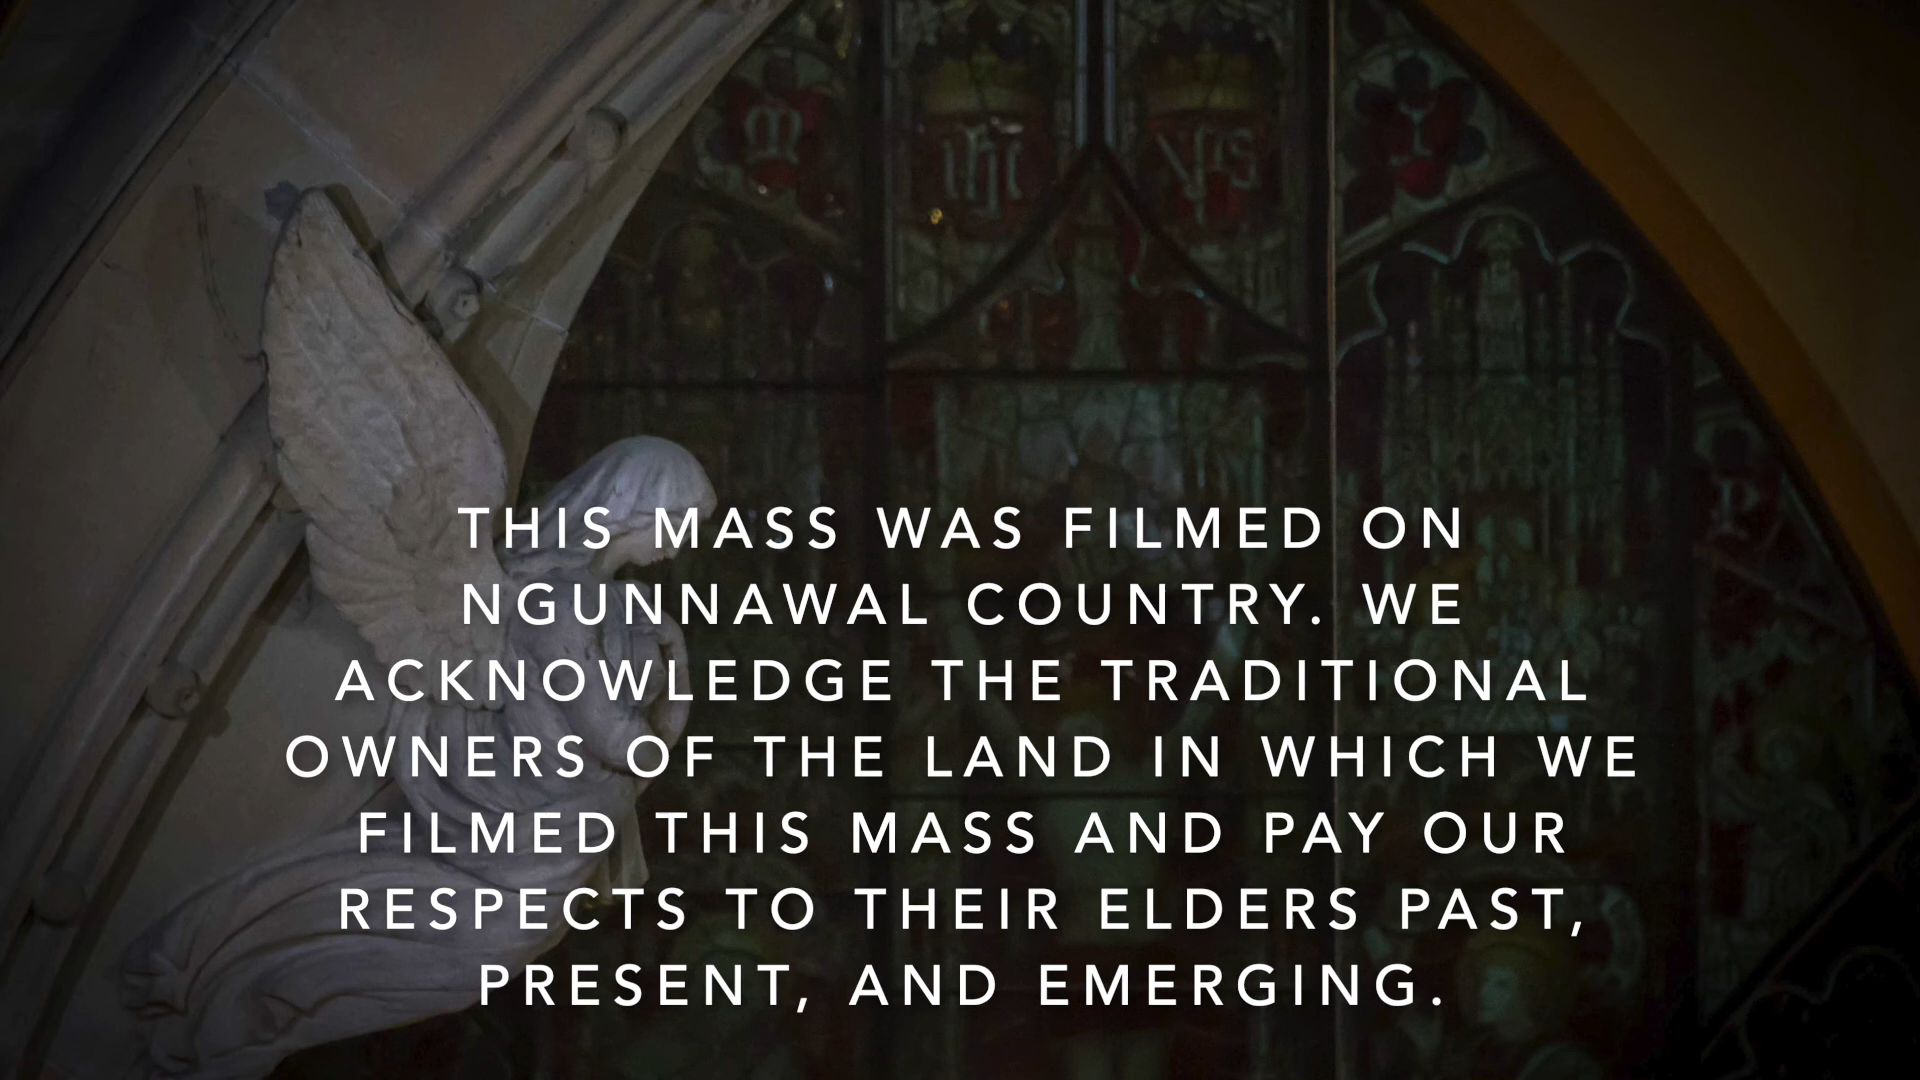 THIS MASS WAS FILMED ON
NGUNNAWAL COUNTRY. WE
ACKNOWLEDGE THE TRADITIONAL
OWNERS OF THE LAND IN WHICH WE
FILMED THIS MASS AND PAY OUR
RESPECTS TO THEIR ELDERS PAST,
PRESENT, AND EMERGING.